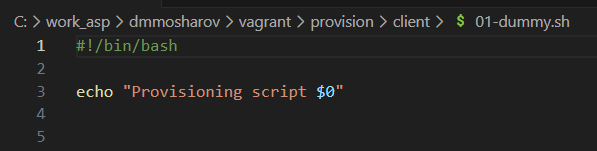 C: > work_asp > dmmosharov > vagrant > provision > client > $ 01-dummy.sh
1 #!/bin/bash
2
3 echo "Provisioning script $0"
4
5